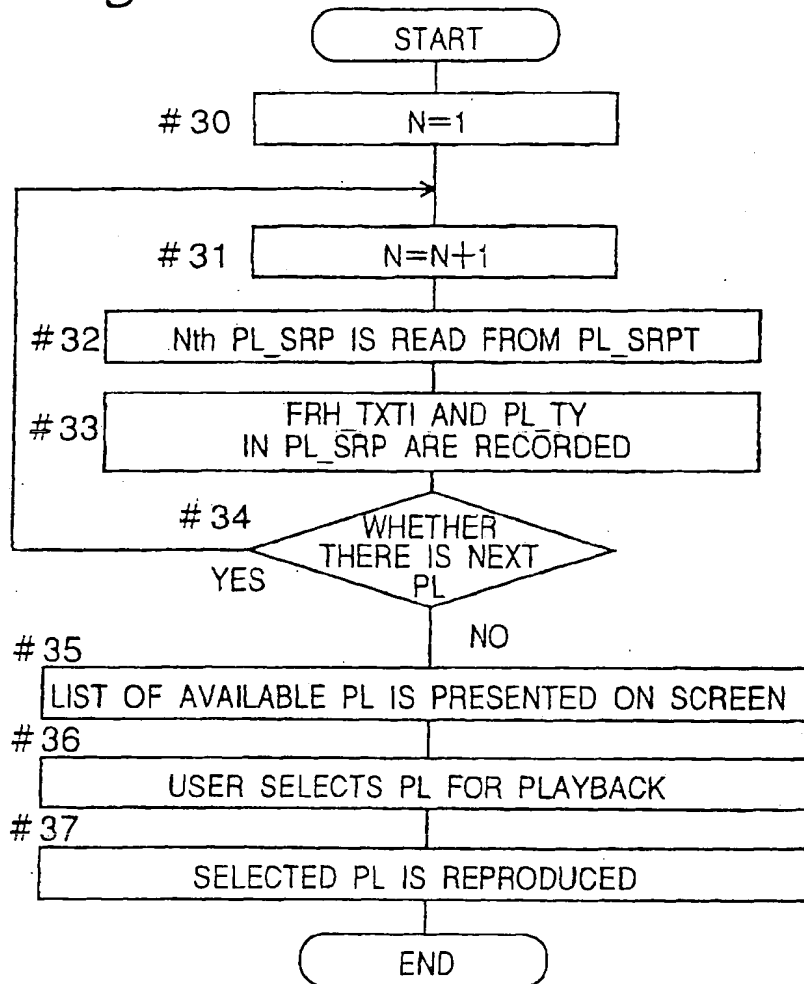 START
#30 N=1
#31 N=N+1
#32 Nth PL_SRP IS READ FROM PL_SRPT
#33 FRH_TXTI AND PL_TY
IN PL_SRP ARE RECORDED
#34
WHETHER
THERE IS NEXT
PL
YES
NO
#35
LIST OF AVAILABLE PL IS PRESENTED ON SCREEN
#36
USER SELECTS PL FOR PLAYBACK
#37
SELECTED PL IS REPRODUCED
END